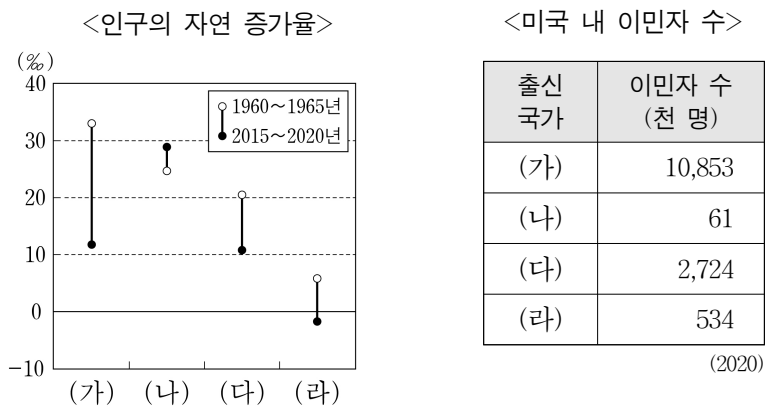 <인구의 자연 증가율>
(‰)
40
30
20
10
0
-10
1960~1965년
2015~2020년
(가) (나) (다) (라)
<미국 내 이민자 수>
출신 국가 이민자 수 (천 명)
(가) 10,853
(나) 61
(다) 2,724
(라) 534
(2020)